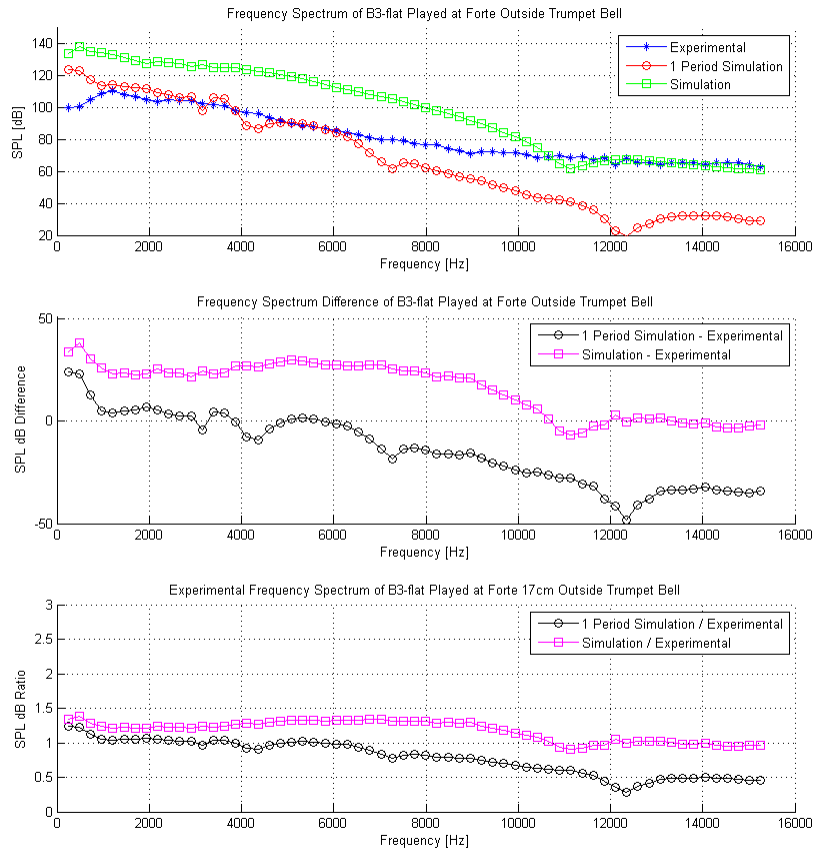 Frequency Spectrum of B3-flat Played at Forte Outside Trumpet Bell
SPL [dB]
140
120
100
80
60
40
20
Experimental
1 Period Simulation
Simulation
0 2000 4000 6000 8000 10000 12000 14000 16000
Frequency [Hz]
Frequency Spectrum Difference of B3-flat Played at Forte Outside Trumpet Bell
SPL dB Difference
50
0
-50
1 Period Simulation - Experimental
Simulation - Experimental
0 2000 4000 6000 8000 10000 12000 14000 16000
Frequency [Hz]
Experimental Frequency Spectrum of B3-flat Played at Forte 17cm Outside Trumpet Bell
SPL dB Ratio
3
2.5
2
1.5
1
0.5
0
1 Period Simulation / Experimental
Simulation / Experimental
0 2000 4000 6000 8000 10000 12000 14000 16000
Frequency [Hz]